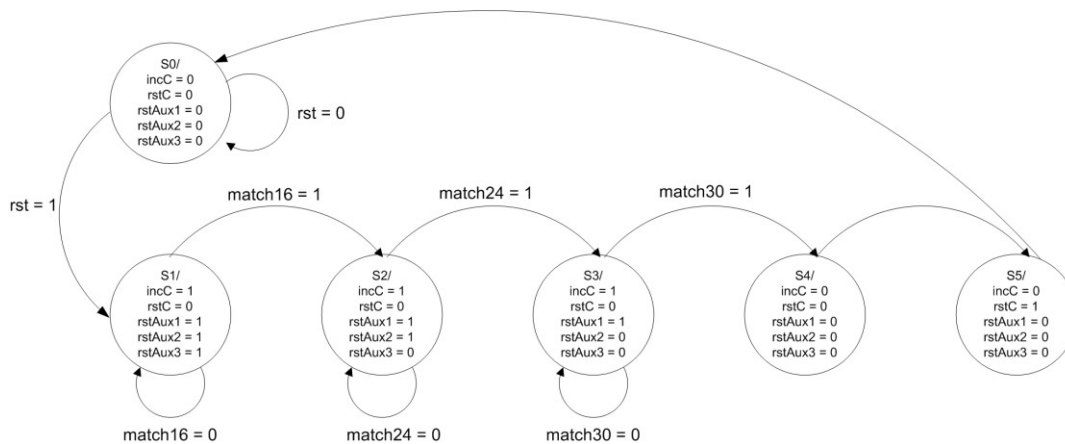 S0/
incC = 0
rstC = 0
rstAux1 = 0
rstAux2 = 0
rstAux3 = 0
rst = 0
rst = 1
match16 = 1
match24 = 1
match30 = 1
S1/
incC = 1
rstC = 0
rstAux1 = 1
rstAux2 = 1
rstAux3 = 1
S2/
incC = 1
rstC = 0
rstAux1 = 1
rstAux2 = 1
rstAux3 = 0
S3/
incC = 1
rstC = 0
rstAux1 = 1
rstAux2 = 0
rstAux3 = 0
S4/
incC = 0
rstC = 0
rstAux1 = 0
rstAux2 = 0
rstAux3 = 0
S5/
incC = 0
rstC = 1
rstAux1 = 0
rstAux2 = 0
rstAux3 = 0
match16 = 0
match24 = 0
match30 = 0